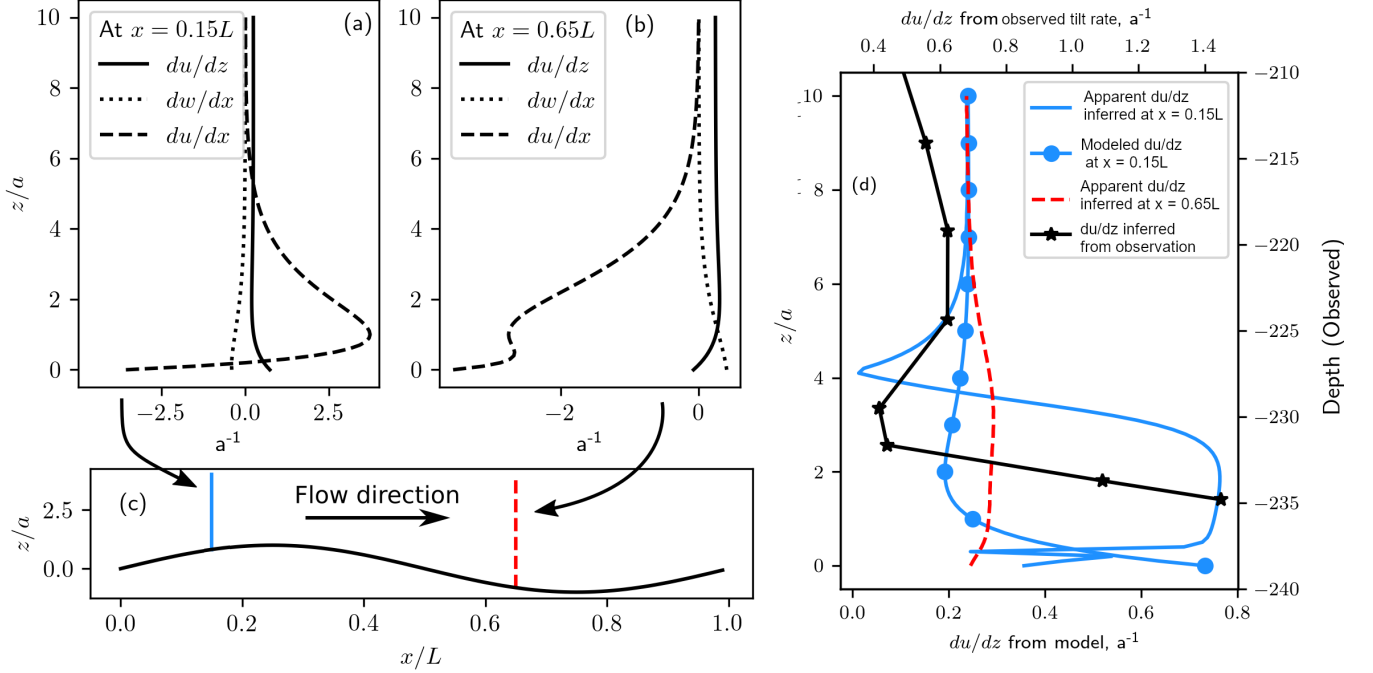 At x = 0.15L
du/dz
dw/dx
du/dx
(a)
z/a
10
8
6
4
2
0
−2.5
0.0
2.5
a-1
At x = 0.65L
du/dz
dw/dx
du/dx
(b)
10
8
6
4
2
0
−2
0
a-1
(c)
Flow direction
z/a
2.5
0.0
0.0
0.2
0.4
0.6
0.8
1.0
x/L
du/dz from observed tilt rate, a-1
0.4
0.6
0.8
1.0
1.2
1.4
Apparent du/dz
inferred at x = 0.15L
Modeled du/dz
at x = 0.15L
Apparent du/dz
inferred at x = 0.65L
du/dz inferred
from observation
(d)
z/a
10
8
6
4
2
0
−210
−215
−220
−225
−230
−235
−240
Depth (Observed)
0.0
0.2
0.4
0.6
0.8
du/dz from model, a-1